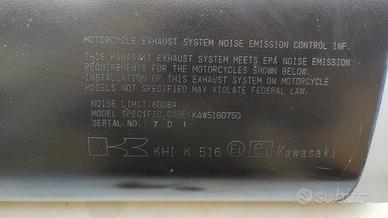 MOTORCYCLE EXHAUST SYSTEM NOISE EMISSION CONTROL INF.
THIS KAWASAKI EXHAUST SYSTEM MEETS EPA NOISE EMISSION
REQUIREMENTS FOR THE MOTORCYCLES SHOWN BELOW.
INSTALLATION OF THIS EXHAUST SYSTEM ON MOTORCYCLE
MODELS NOT SPECIFIED MAY VIOLATE FEDERAL LAW.
NOISE LIMIT:80DBA
MODEL SPECIFIC CODE:KAW5160750
SERIAL NO.: 7 D 1
KHI K 516 E1 e1 Kawasaki
subito